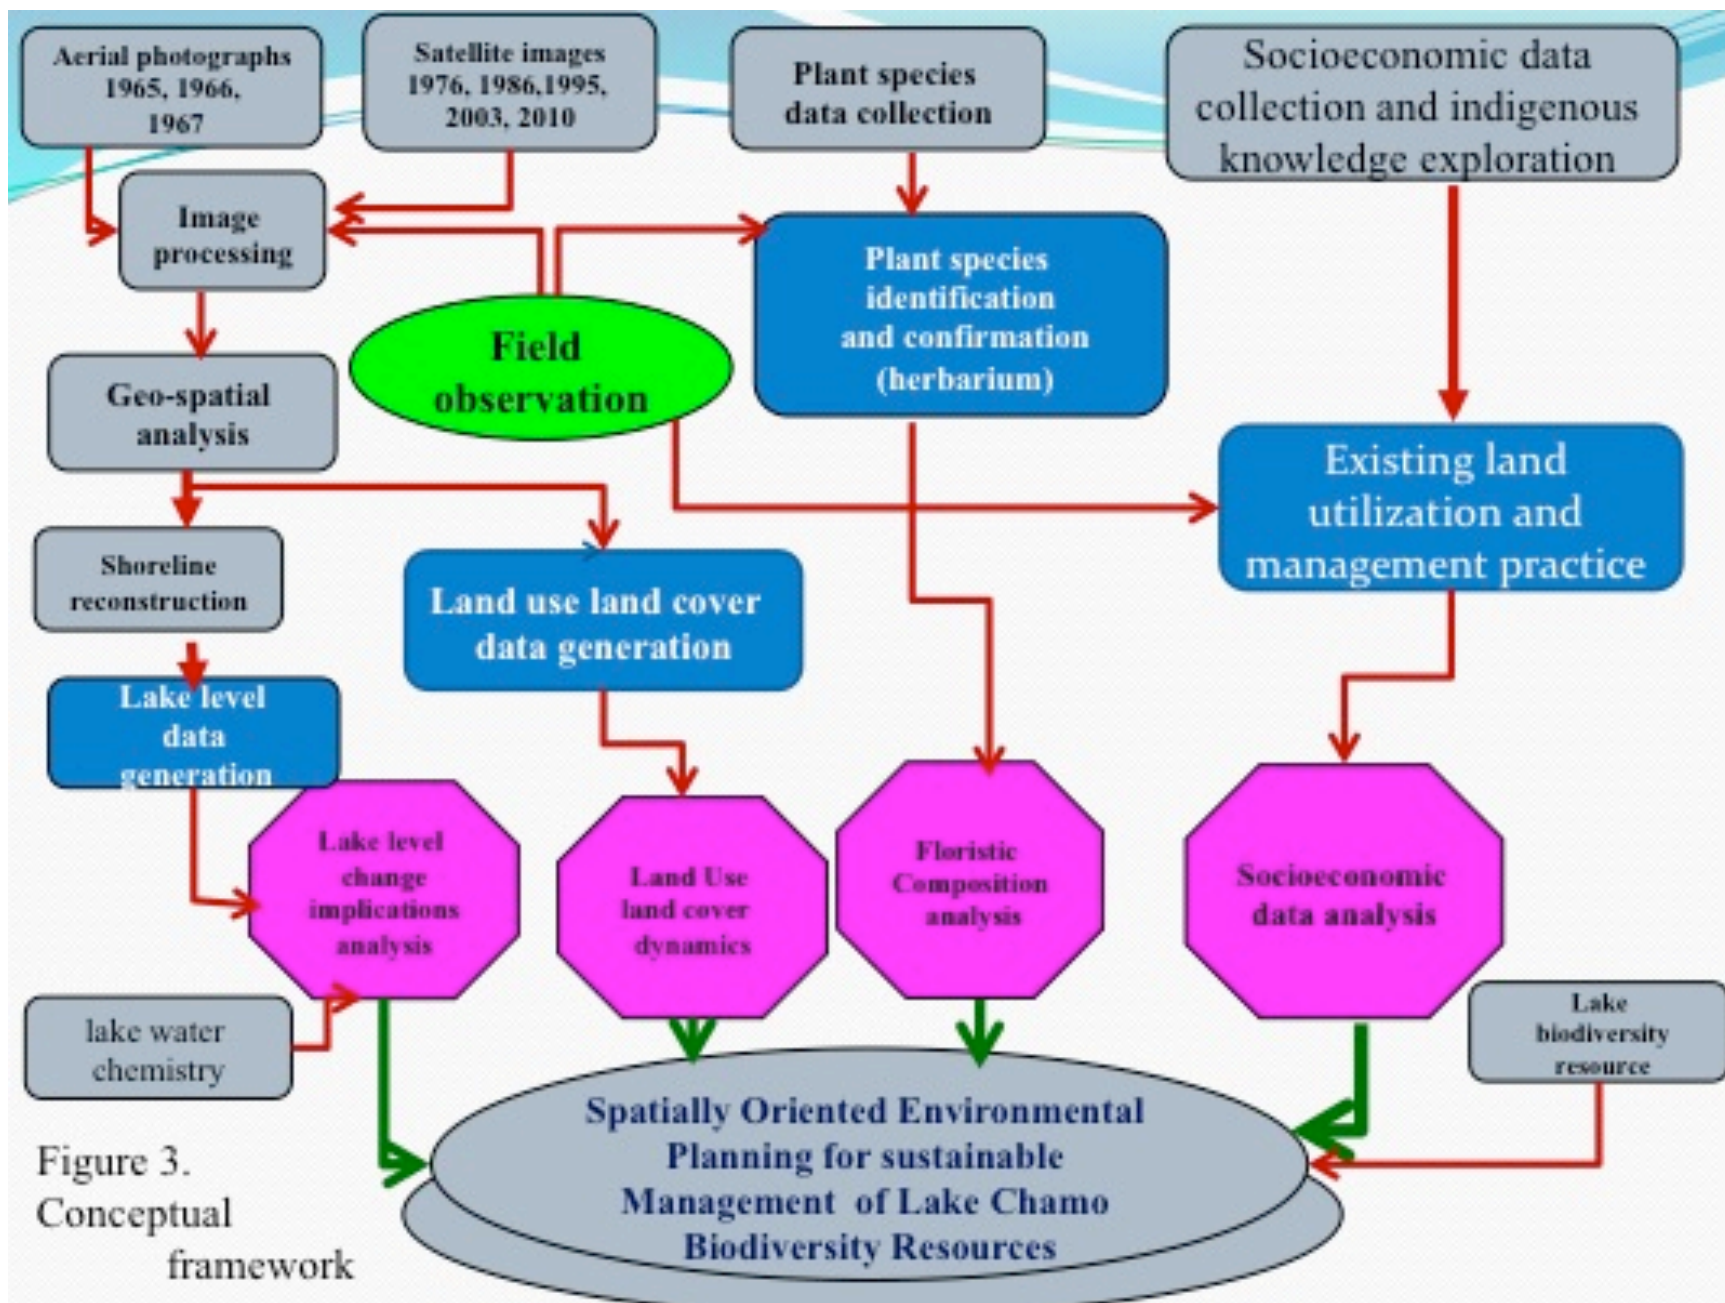 Aerial photographs
1965, 1966,
1967
Satellite images
1976, 1986,1995,
2003, 2010
Plant species
data collection
Socioeconomic data
collection and indigenous
knowledge exploration
Image
processing
Plant species
identification
and confirmation
(herbarium)
Field
observation
Geo-spatial
analysis
Existing land
utilization and
management practice
Shoreline
reconstruction
Land use land cover
data generation
Lake level
data
generation
Lake level
change
implications
analysis
Land Use
land cover
dynamics
Floristic
Composition
analysis
Socioeconomic
data analysis
lake water
chemistry
Lake
biodiversity
resource
Spatially Oriented Environmental
Planning for sustainable
Management of Lake Chamo
Biodiversity Resources
Figure 3.
Conceptual
framework